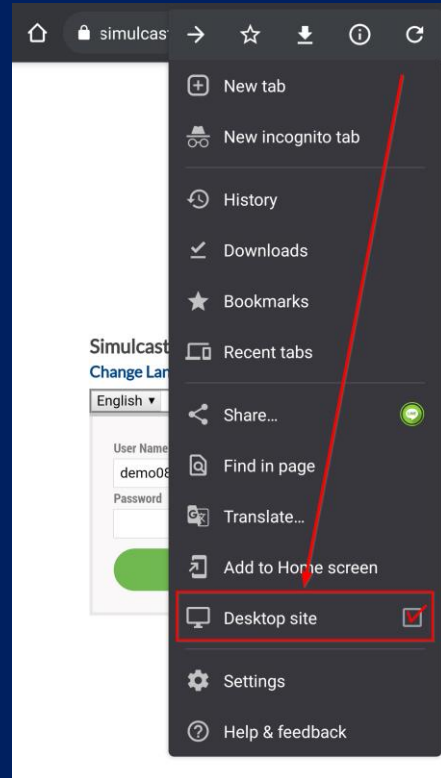 simulcas
New tab
New incognito tab
History
Downloads
Bookmarks
Recent tabs
Simulcast
Change Lan
English
Share...
User Name
Find in page
demo08
Password
Translate...
Add to Home screen
Desktop site
Settings
Help & feedback